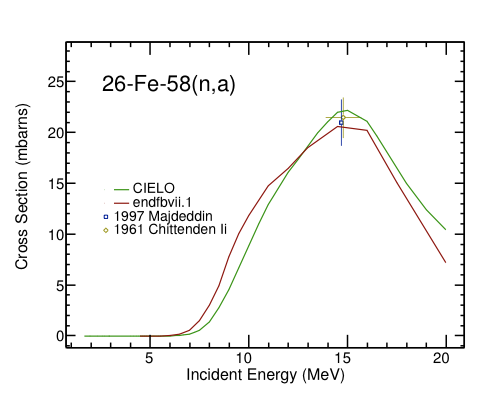 26-Fe-58(n,a)
Cross Section (mbarns)
25
20
15
10
5
0
CIELO
endfbvii.1
1997 Majdeddin
1961 Chittenden Ii
5
10
15
20
Incident Energy (MeV)